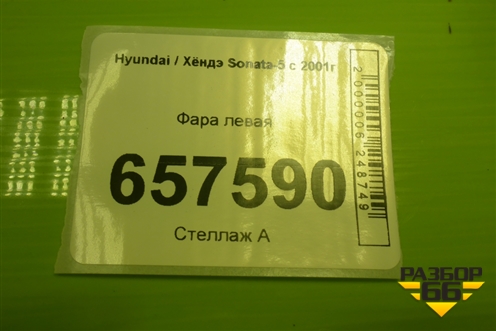 Hyundai / Хёндэ Sonata-5 с 2001г
Фара левая
657590
Стеллаж А
2000006248749
РАЗБОР
66